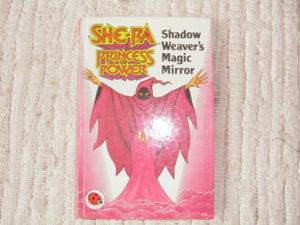 SHE-RA
PRINCESS
OF
POWER
Shadow
Weaver's
Magic
Mirror